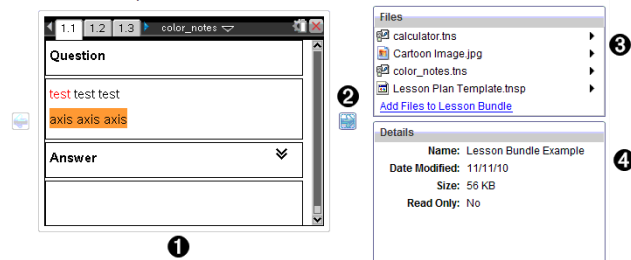 1.1 1.2 1.3 color_notes
Question
test test test
axis axis axis
Answer
❶
❷
Files
calculator.tns
Cartoon Image.jpg
color_notes.tns
Lesson Plan Template.tnsp
Add Files to Lesson Bundle
❸
Details
Name: Lesson Bundle Example
Date Modified: 11/11/10
Size: 56 KB
Read Only: No
❹